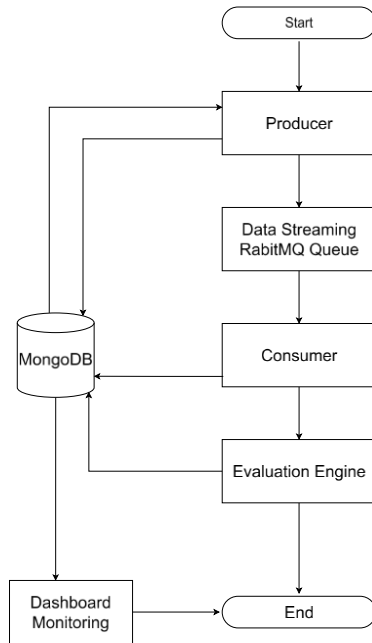 Start
Producer
Data Streaming
RabitMQ Queue
MongoDB
Consumer
Evaluation Engine
Dashboard
Monitoring
End